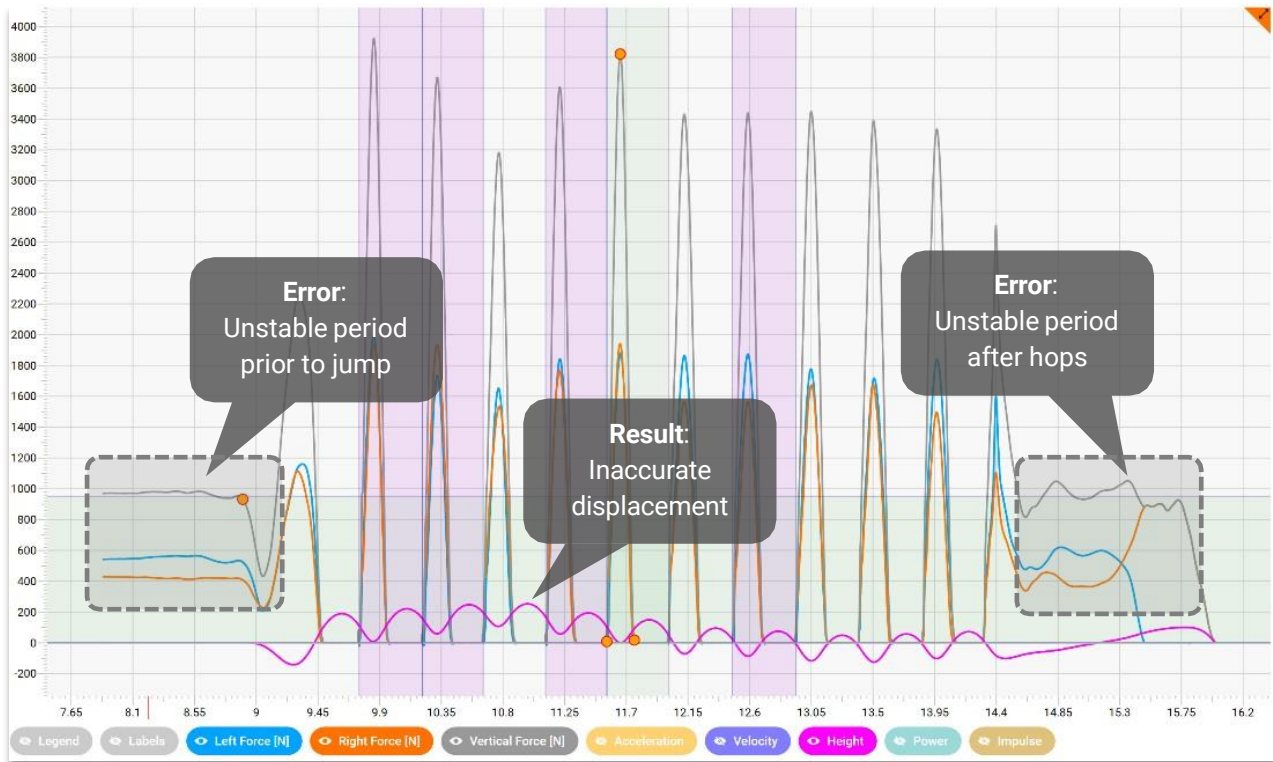 4000
3800
3600
3400
3200
3000
2800
2600
2400
2200
2000
1800
1600
1400
1200
1000
800
600
400
200
0
-200
Error:
Unstable period
prior to jump
Error:
Unstable period
after hops
Result:
Inaccurate
displacement
7.65 8.1 8.55 9 9.45 9.9 10.35 10.8 11.25 11.7 12.15 12.6 13.05 13.5 13.95 14.4 14.85 15.3 15.75 16.2
Legend Labels Left Force [N] Right Force [N] Vertical Force [N] Acceleration Velocity Height Power Impulse